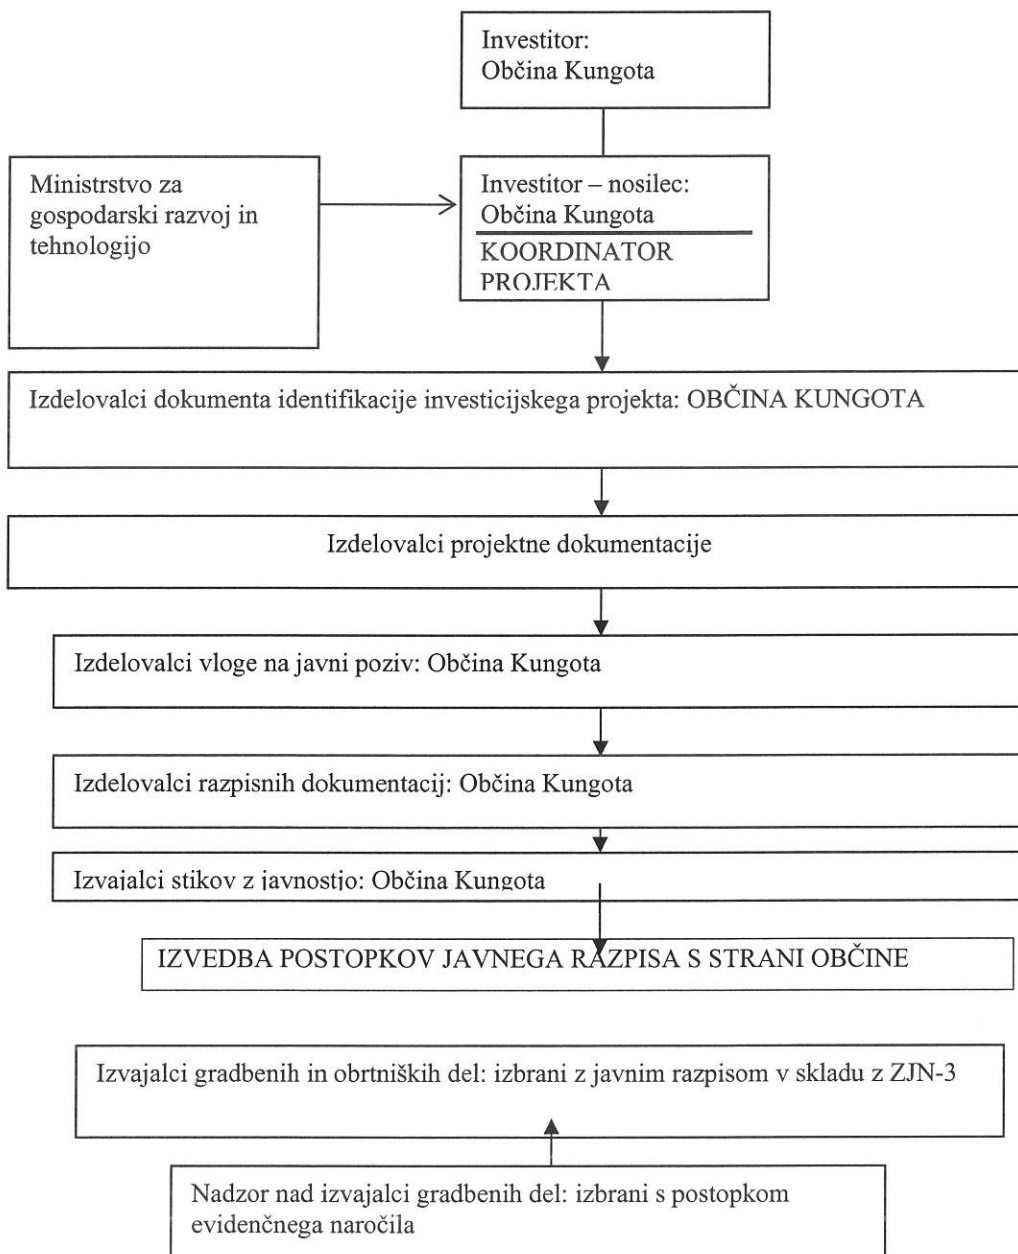 Investitor:
Občina Kungota
Ministrstvo za
gospodarski razvoj in
tehnologijo
Investitor – nosilec:
Občina Kungota
KOORDINATOR
PROJEKTA
Izdelovalci dokumenta identifikacije investicijskega projekta: OBČINA KUNGOTA
Izdelovalci projektne dokumentacije
Izdelovalci vloge na javni poziv: Občina Kungota
Izdelovalci razpisnih dokumentacij: Občina Kungota
Izvajalci stikov z javnostjo: Občina Kungota
IZVEDBA POSTOPKOV JAVNEGA RAZPISA S STRANI OBČINE
Izvajalci gradbenih in obrtniških del: izbrani z javnim razpisom v skladu z ZJN-3
Nadzor nad izvajalci gradbenih del: izbrani s postopkom
evidenčnega naročila